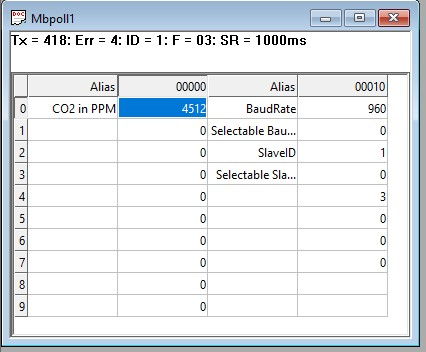 Mbpoll1
Tx = 418: Err = 4: ID = 1: F = 03: SR = 1000ms
Alias 00000 Alias 00010
0 CO2 in PPM 4512 BaudRate 960
1 0 Selectable Bau... 0
2 0 SlaveID 1
3 0 Selectable Sla... 0
4 0 3
5 0 0
6 0 0
7 0 0
8 0
9 0